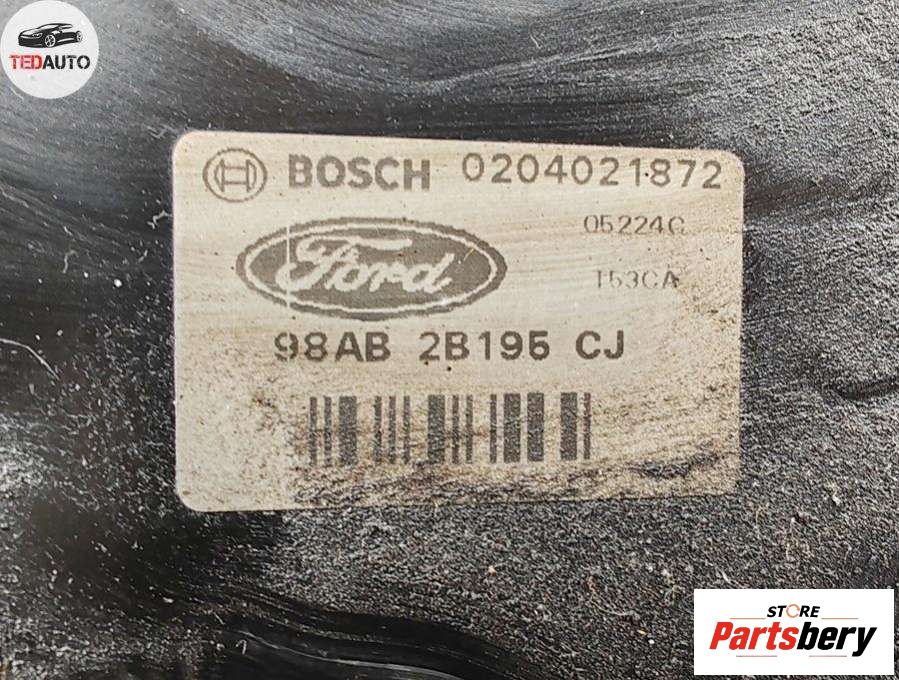 TEDAUTO
BOSCH 0204021872
05224C
T53CA
Ford
98AB 2B195 CJ
STORE
Partsbery